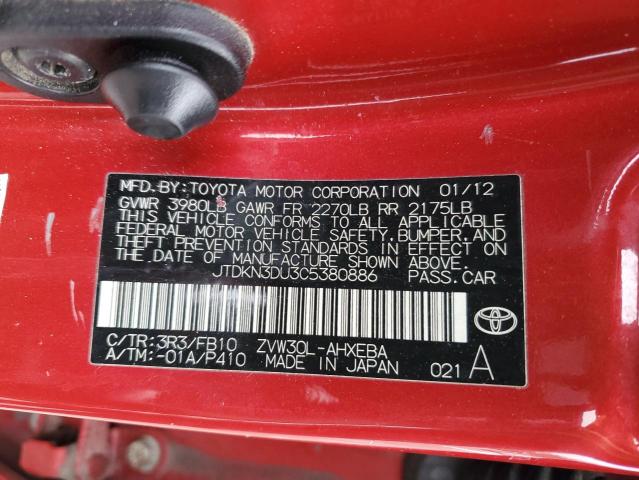 MFD. BY: TOYOTA MOTOR CORPORATION 01/12
GVWR 3980LB GAWR FR 2270LB RR 2175LB
THIS VEHICLE CONFORMS TO ALL APPLICABLE
FEDERAL MOTOR VEHICLE SAFETY, BUMPER, AND
THEFT PREVENTION STANDARDS IN EFFECT ON
THE DATE OF MANUFACTURE SHOWN ABOVE.
JTDKN3DU3C5380886 PASS. CAR
C/TR: 3R3/FB10 ZVW30L-AHXEBA
A/TM: -01A/P410 MADE IN JAPAN 021 A